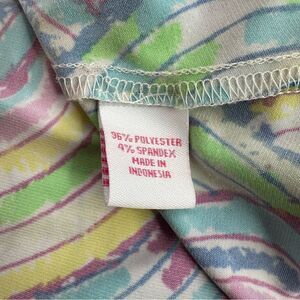 96% POLYESTER
4% SPANDEX
MADE IN
INDONESIA